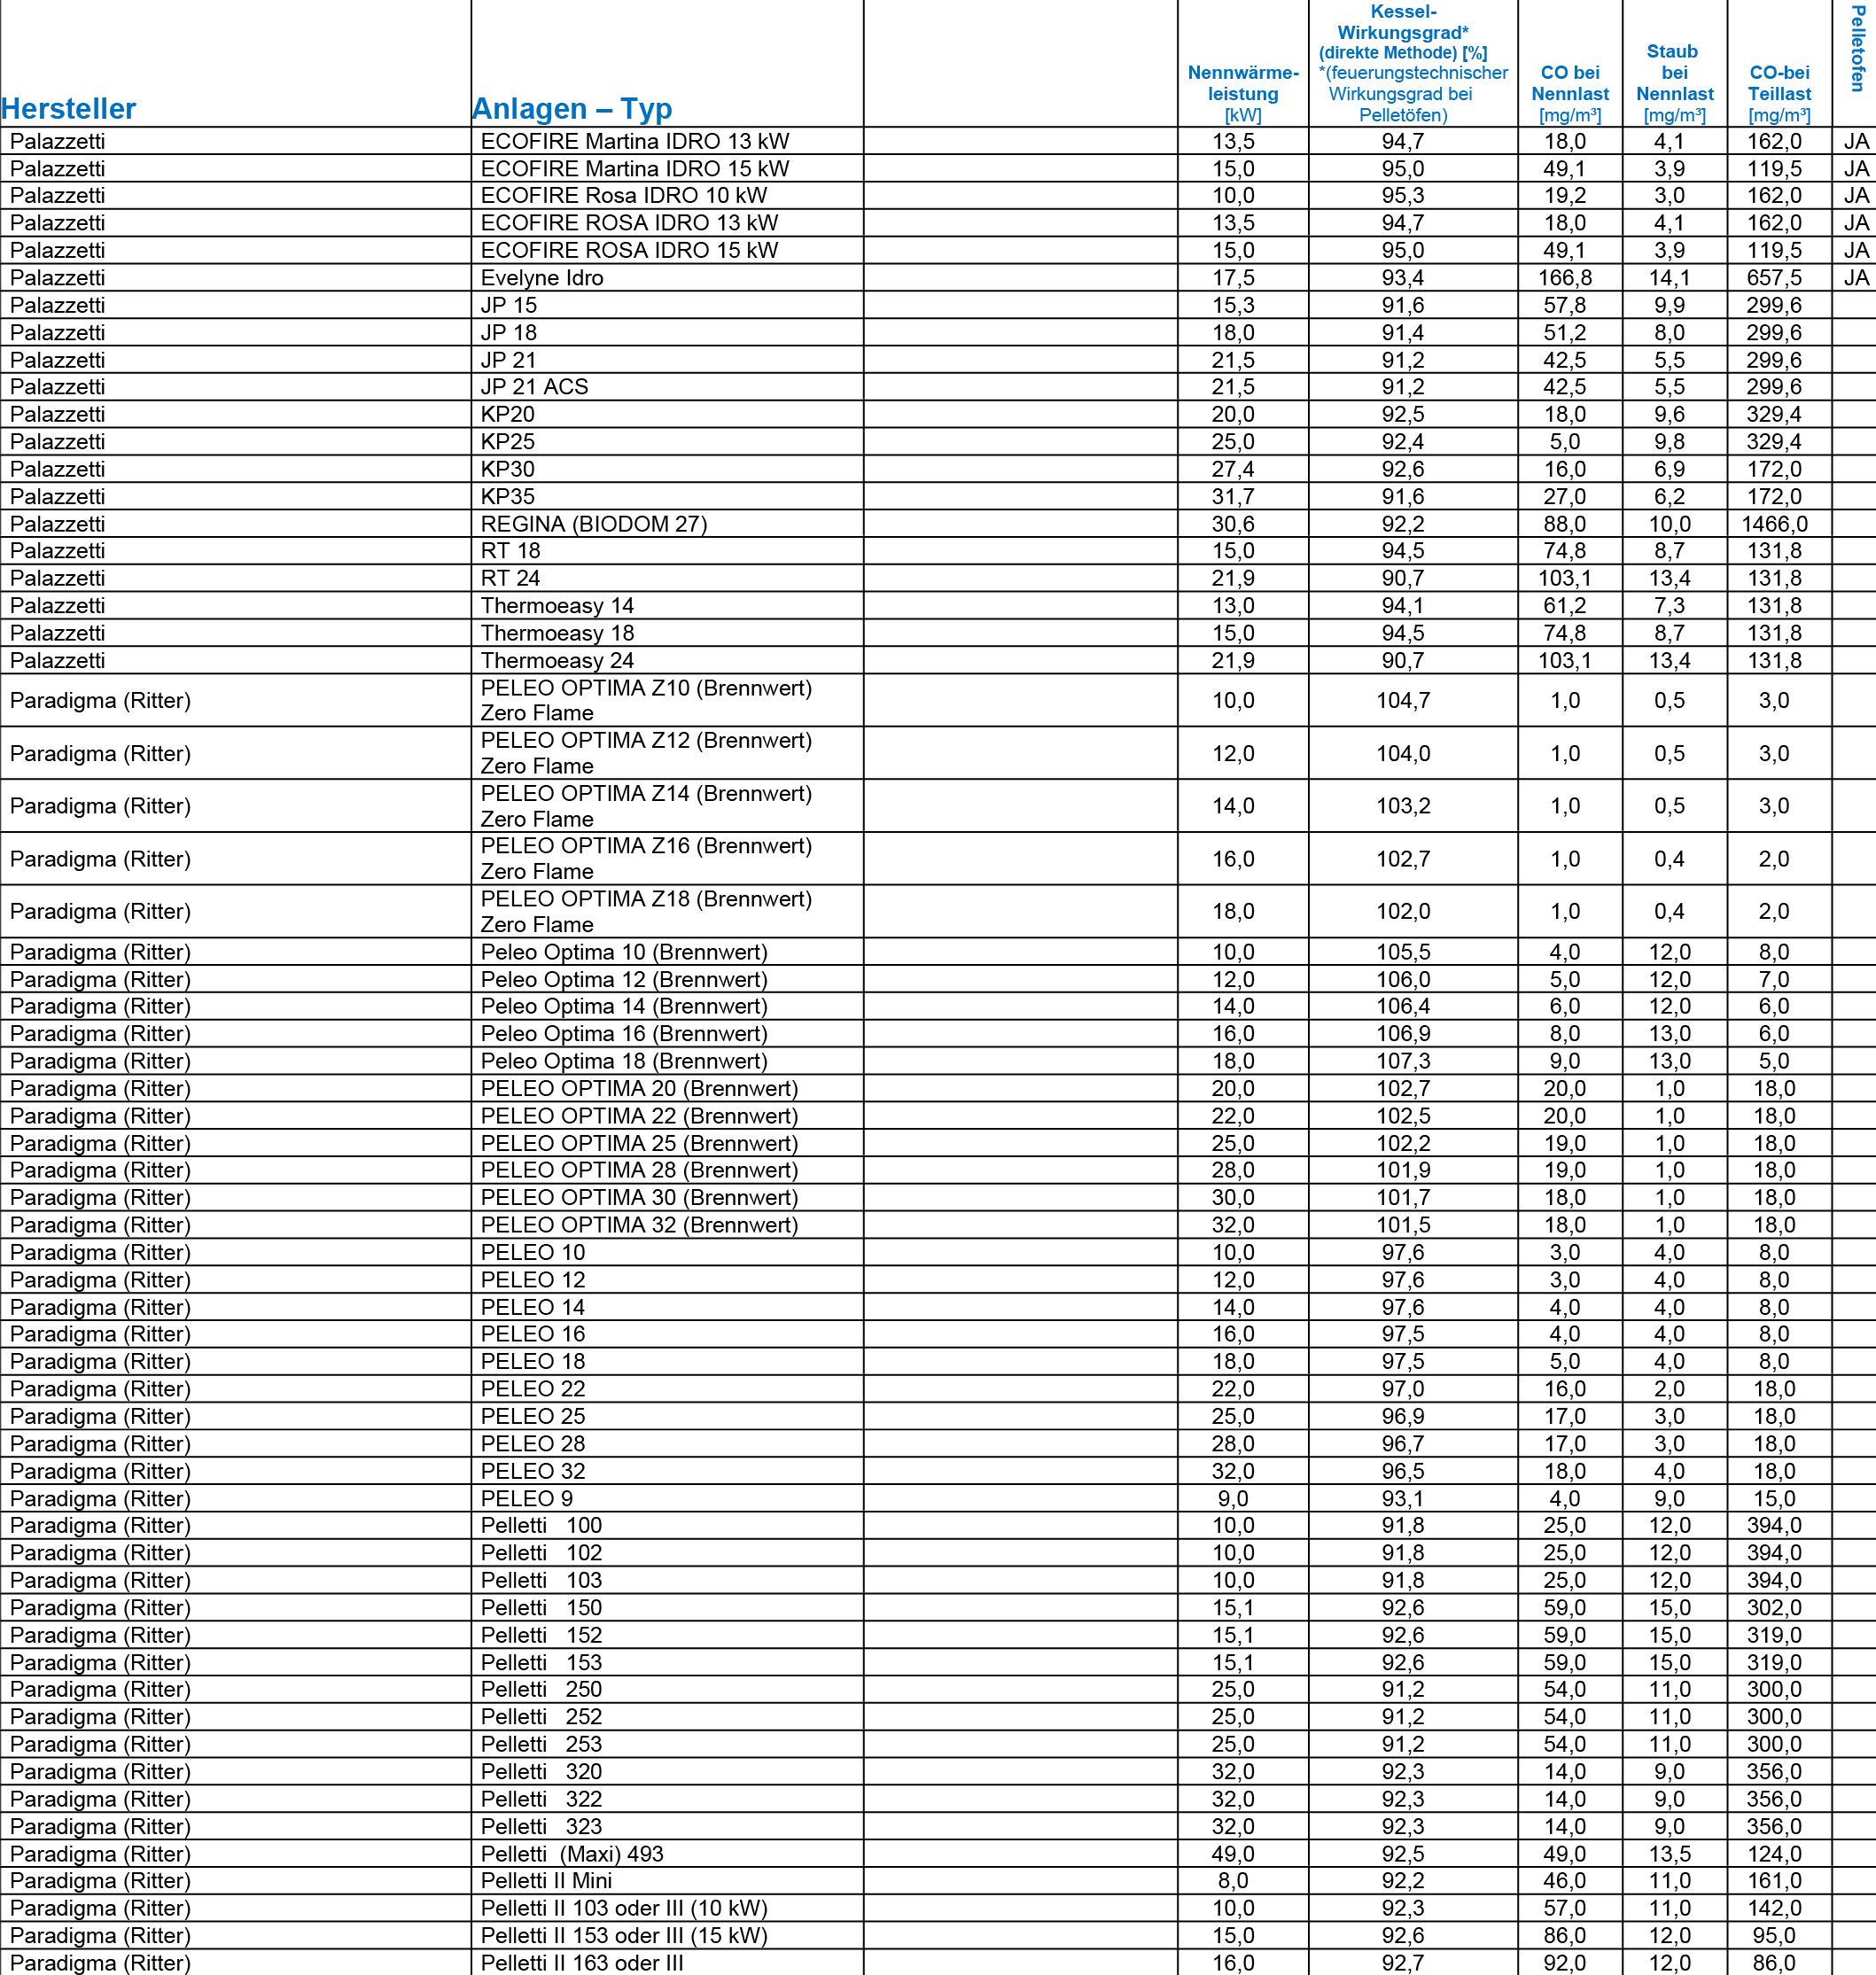 Hersteller Anlagen – Typ Nennwärme-leistung [kW] Kessel-Wirkungsgrad* (direkte Methode) [%] *(feuerungstechnischer Wirkungsgrad bei Pelletöfen) CO bei Nennlast [mg/m³] Staub bei Nennlast [mg/m³] CO-bei Teillast [mg/m³] Pelletofen
Palazzetti ECOFIRE Martina IDRO 13 kW 13,5 94,7 18,0 4,1 162,0 JA
Palazzetti ECOFIRE Martina IDRO 15 kW 15,0 95,0 49,1 3,9 119,5 JA
Palazzetti ECOFIRE Rosa IDRO 10 kW 10,0 95,3 19,2 3,0 162,0 JA
Palazzetti ECOFIRE ROSA IDRO 13 kW 13,5 94,7 18,0 4,1 162,0 JA
Palazzetti ECOFIRE ROSA IDRO 15 kW 15,0 95,0 49,1 3,9 119,5 JA
Palazzetti Evelyne Idro 17,5 93,4 166,8 14,1 657,5 JA
Palazzetti JP 15 15,3 91,6 57,8 9,9 299,6
Palazzetti JP 18 18,0 91,4 51,2 8,0 299,6
Palazzetti JP 21 21,5 91,2 42,5 5,5 299,6
Palazzetti JP 21 ACS 21,5 91,2 42,5 5,5 299,6
Palazzetti KP20 20,0 92,5 18,0 9,6 329,4
Palazzetti KP25 25,0 92,4 5,0 9,8 329,4
Palazzetti KP30 27,4 92,6 16,0 6,9 172,0
Palazzetti KP35 31,7 91,6 27,0 6,2 172,0
Palazzetti REGINA (BIODOM 27) 30,6 92,2 88,0 10,0 1466,0
Palazzetti RT 18 15,0 94,5 74,8 8,7 131,8
Palazzetti RT 24 21,9 90,7 103,1 13,4 131,8
Palazzetti Thermoeasy 14 13,0 94,1 61,2 7,3 131,8
Palazzetti Thermoeasy 18 15,0 94,5 74,8 8,7 131,8
Palazzetti Thermoeasy 24 21,9 90,7 103,1 13,4 131,8
Paradigma (Ritter) PELEO OPTIMA Z10 (Brennwert) Zero Flame 10,0 104,7 1,0 0,5 3,0
Paradigma (Ritter) PELEO OPTIMA Z12 (Brennwert) Zero Flame 12,0 104,0 1,0 0,5 3,0
Paradigma (Ritter) PELEO OPTIMA Z14 (Brennwert) Zero Flame 14,0 103,2 1,0 0,5 3,0
Paradigma (Ritter) PELEO OPTIMA Z16 (Brennwert) Zero Flame 16,0 102,7 1,0 0,4 2,0
Paradigma (Ritter) PELEO OPTIMA Z18 (Brennwert) Zero Flame 18,0 102,0 1,0 0,4 2,0
Paradigma (Ritter) Peleo Optima 10 (Brennwert) 10,0 105,5 4,0 12,0 8,0
Paradigma (Ritter) Peleo Optima 12 (Brennwert) 12,0 106,0 5,0 12,0 7,0
Paradigma (Ritter) Peleo Optima 14 (Brennwert) 14,0 106,4 6,0 12,0 6,0
Paradigma (Ritter) Peleo Optima 16 (Brennwert) 16,0 106,9 8,0 13,0 6,0
Paradigma (Ritter) Peleo Optima 18 (Brennwert) 18,0 107,3 9,0 13,0 5,0
Paradigma (Ritter) PELEO OPTIMA 20 (Brennwert) 20,0 102,7 20,0 1,0 18,0
Paradigma (Ritter) PELEO OPTIMA 22 (Brennwert) 22,0 102,5 20,0 1,0 18,0
Paradigma (Ritter) PELEO OPTIMA 25 (Brennwert) 25,0 102,2 19,0 1,0 18,0
Paradigma (Ritter) PELEO OPTIMA 28 (Brennwert) 28,0 101,9 19,0 1,0 18,0
Paradigma (Ritter) PELEO OPTIMA 30 (Brennwert) 30,0 101,7 18,0 1,0 18,0
Paradigma (Ritter) PELEO OPTIMA 32 (Brennwert) 32,0 101,5 18,0 1,0 18,0
Paradigma (Ritter) PELEO 10 10,0 97,6 3,0 4,0 8,0
Paradigma (Ritter) PELEO 12 12,0 97,6 3,0 4,0 8,0
Paradigma (Ritter) PELEO 14 14,0 97,6 4,0 4,0 8,0
Paradigma (Ritter) PELEO 16 16,0 97,5 4,0 4,0 8,0
Paradigma (Ritter) PELEO 18 18,0 97,5 5,0 4,0 8,0
Paradigma (Ritter) PELEO 22 22,0 97,0 16,0 2,0 18,0
Paradigma (Ritter) PELEO 25 25,0 96,9 17,0 3,0 18,0
Paradigma (Ritter) PELEO 28 28,0 96,7 17,0 3,0 18,0
Paradigma (Ritter) PELEO 32 32,0 96,5 18,0 4,0 18,0
Paradigma (Ritter) PELEO 9 9,0 93,1 4,0 9,0 15,0
Paradigma (Ritter) Pelletti 100 10,0 91,8 25,0 12,0 394,0
Paradigma (Ritter) Pelletti 102 10,0 91,8 25,0 12,0 394,0
Paradigma (Ritter) Pelletti 103 10,0 91,8 25,0 12,0 394,0
Paradigma (Ritter) Pelletti 150 15,1 92,6 59,0 15,0 302,0
Paradigma (Ritter) Pelletti 152 15,1 92,6 59,0 15,0 319,0
Paradigma (Ritter) Pelletti 153 15,1 92,6 59,0 15,0 319,0
Paradigma (Ritter) Pelletti 250 25,0 91,2 54,0 11,0 300,0
Paradigma (Ritter) Pelletti 252 25,0 91,2 54,0 11,0 300,0
Paradigma (Ritter) Pelletti 253 25,0 91,2 54,0 11,0 300,0
Paradigma (Ritter) Pelletti 320 32,0 92,3 14,0 9,0 356,0
Paradigma (Ritter) Pelletti 322 32,0 92,3 14,0 9,0 356,0
Paradigma (Ritter) Pelletti 323 32,0 92,3 14,0 9,0 356,0
Paradigma (Ritter) Pelletti (Maxi) 493 49,0 92,5 49,0 13,5 124,0
Paradigma (Ritter) Pelletti II Mini 8,0 92,2 46,0 11,0 161,0
Paradigma (Ritter) Pelletti II 103 oder III (10 kW) 10,0 92,3 57,0 11,0 142,0
Paradigma (Ritter) Pelletti II 153 oder III (15 kW) 15,0 92,6 86,0 12,0 95,0
Paradigma (Ritter) Pelletti II 163 oder III 16,0 92,7 92,0 12,0 86,0